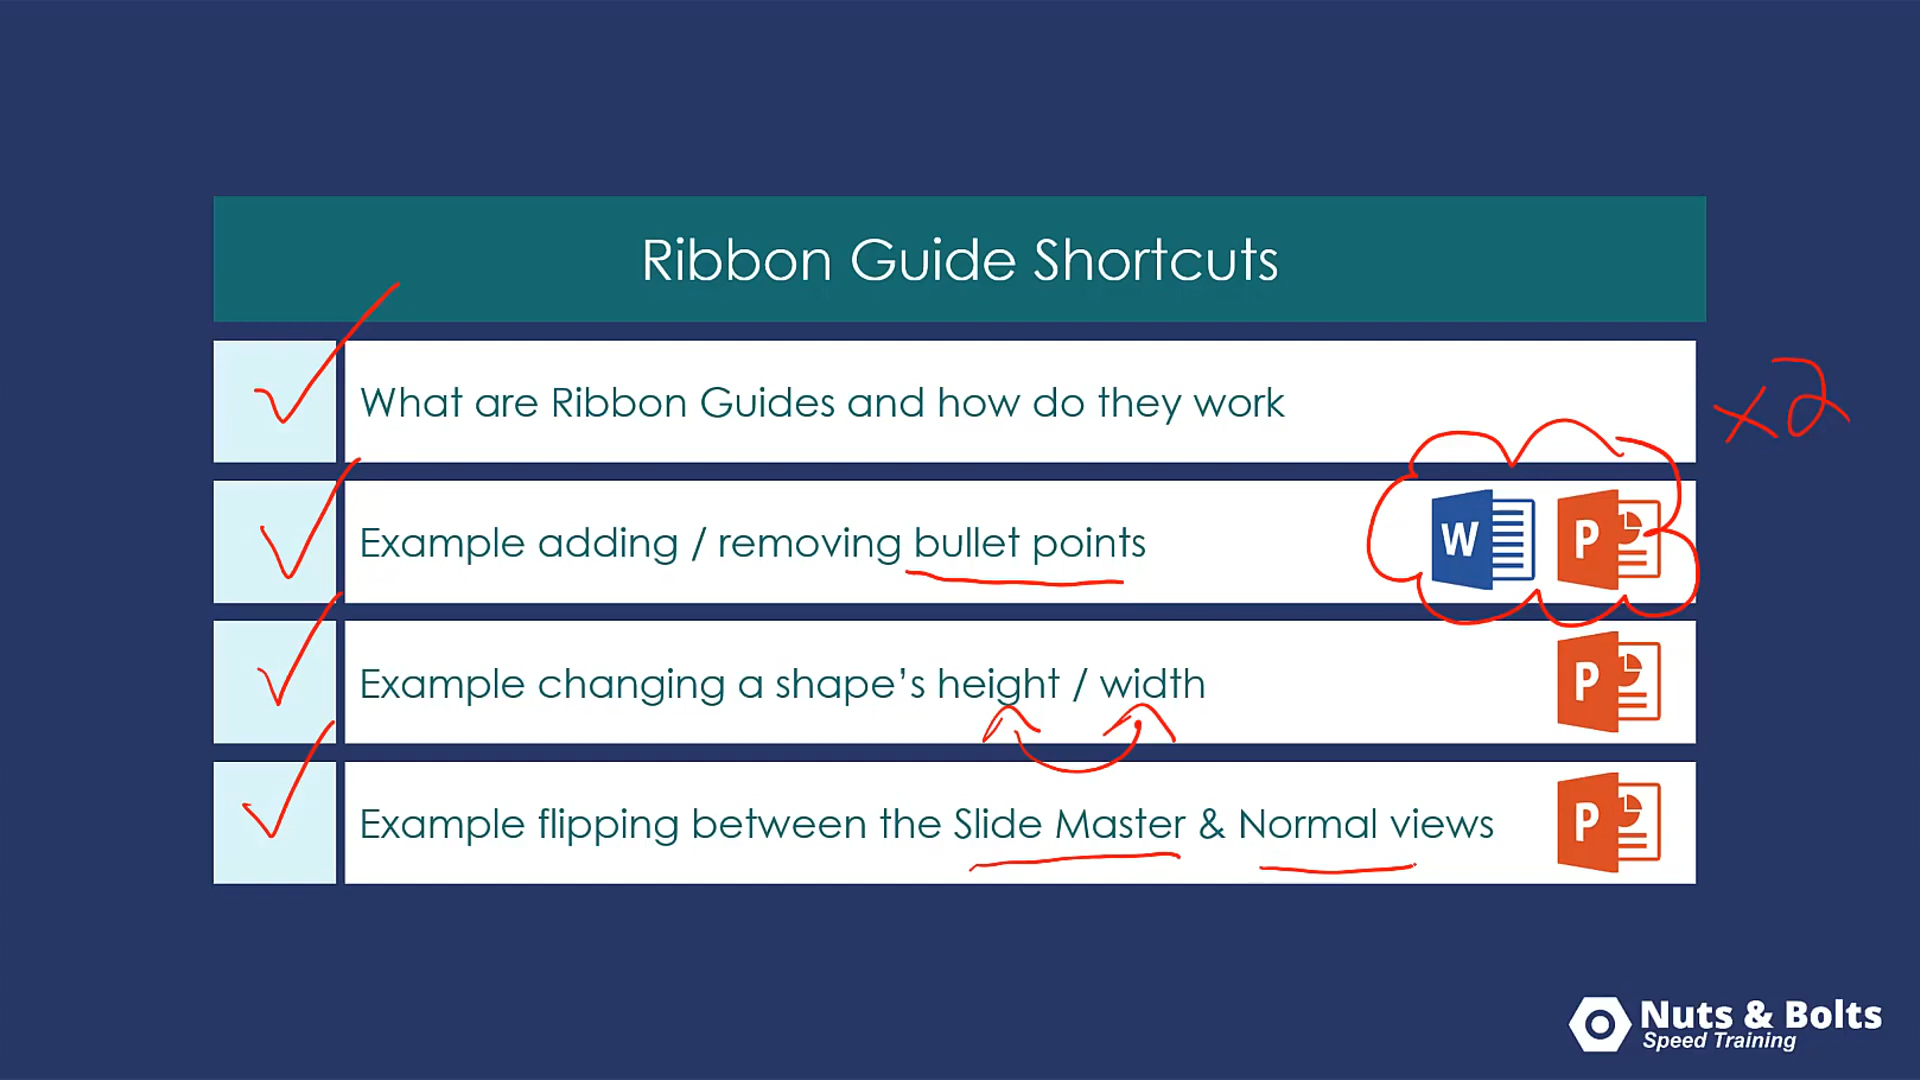 Ribbon Guide Shortcuts
What are Ribbon Guides and how do they work
x2
Example adding / removing bullet points
W P
Example changing a shape’s height / width
P
Example flipping between the Slide Master & Normal views
P
Nuts & Bolts
Speed Training